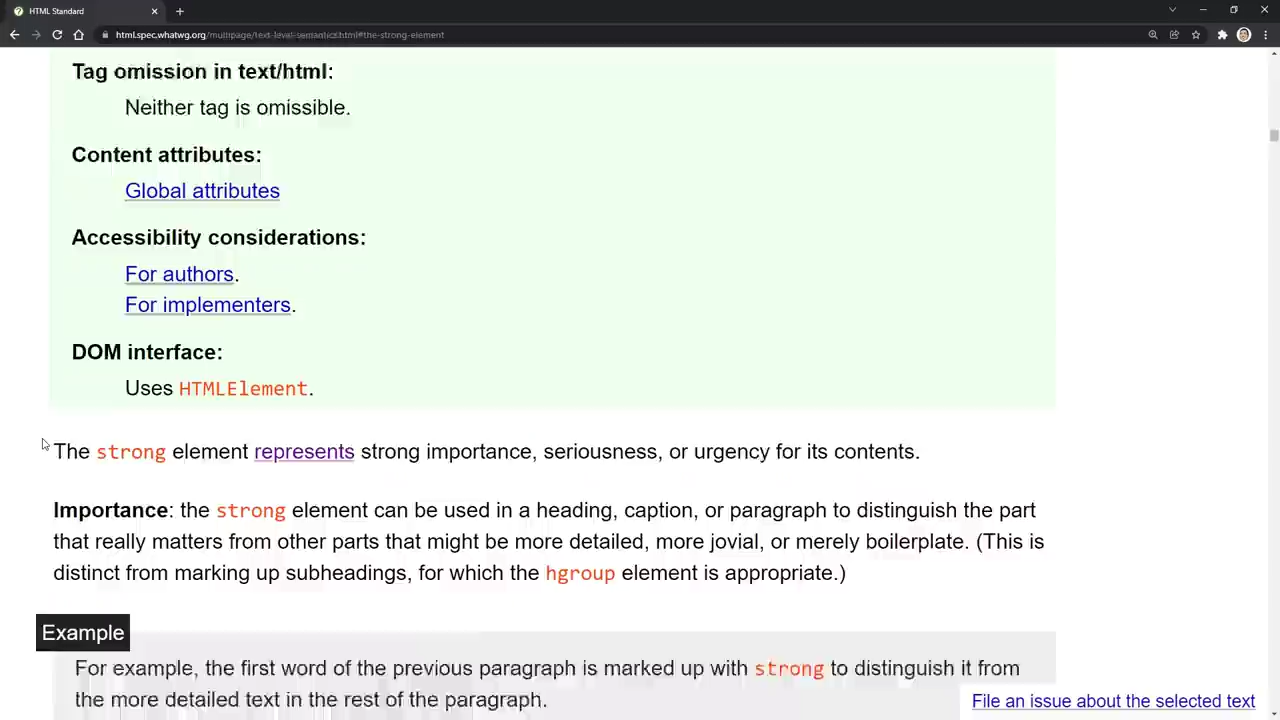 HTML Standard
html.spec.whatwg.org/multipage/text-level-semantics.html#the-strong-element
Tag omission in text/html:
Neither tag is omissible.
Content attributes:
Global attributes
Accessibility considerations:
For authors.
For implementers.
DOM interface:
Uses HTMLElement.
The strong element represents strong importance, seriousness, or urgency for its contents.
Importance: the strong element can be used in a heading, caption, or paragraph to distinguish the part
that really matters from other parts that might be more detailed, more jovial, or merely boilerplate. (This is
distinct from marking up subheadings, for which the hgroup element is appropriate.)
Example
For example, the first word of the previous paragraph is marked up with strong to distinguish it from
the more detailed text in the rest of the paragraph.
File an issue about the selected text